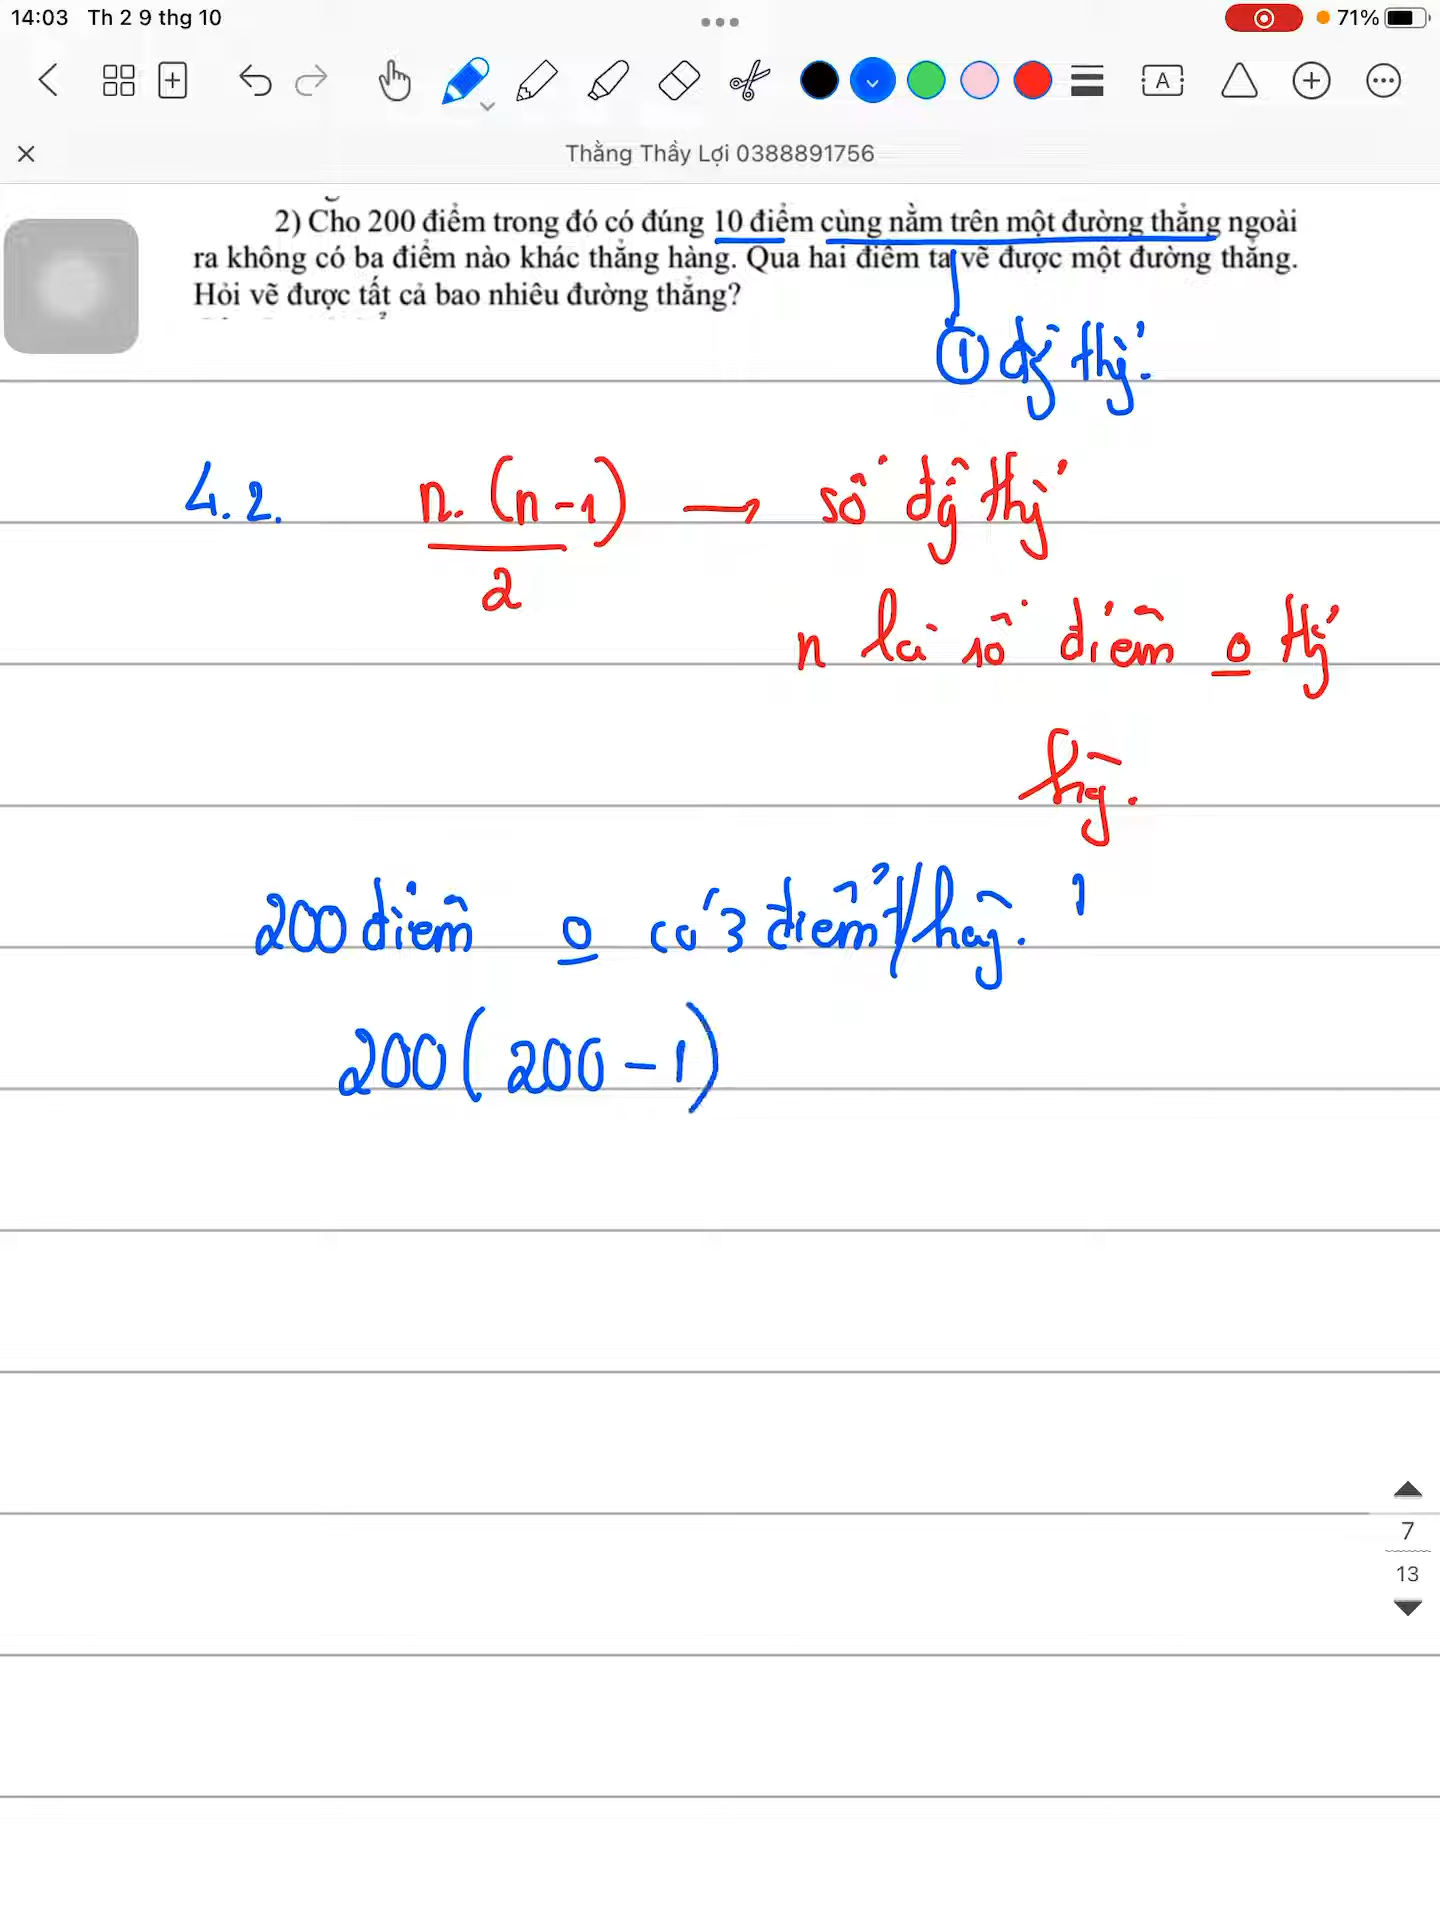 14:03 Th 2 9 thg 10
71%
A
Thằng Thầy Lợi 0388891756
2) Cho 200 điểm trong đó có đúng 10 điểm cùng nằm trên một đường thẳng ngoài
ra không có ba điểm nào khác thẳng hàng. Qua hai điểm ta vẽ được một đường thẳng.
Hỏi vẽ được tất cả bao nhiêu đường thẳng?
1 đg thg
4.2. n.(n-1) → số đg thg
2
n là số điểm o thg
hg.
200 điểm o có 3 điểm t/hàg.
200(200-1)
7
13